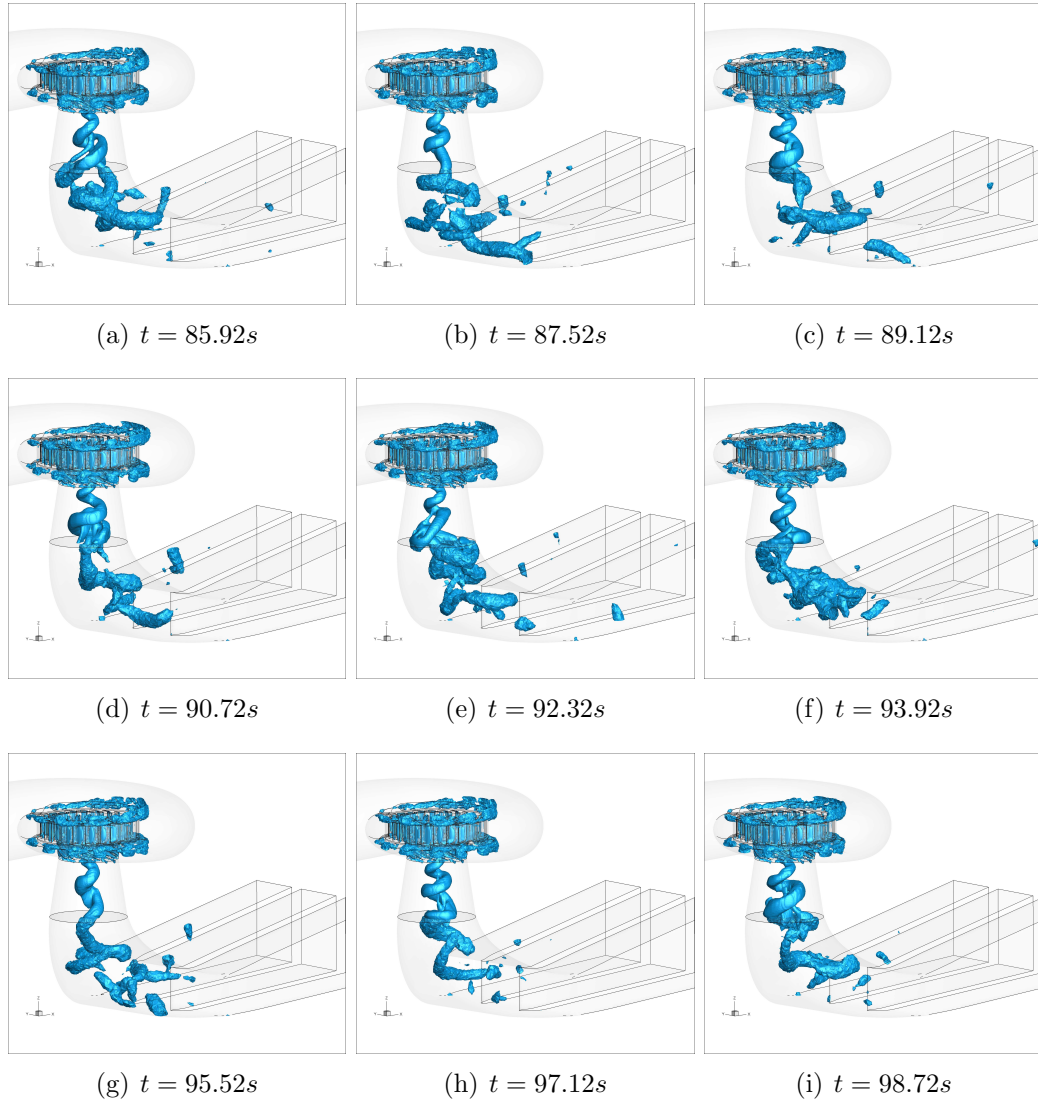 (a) t = 85.92s
(b) t = 87.52s
(c) t = 89.12s
(d) t = 90.72s
(e) t = 92.32s
(f) t = 93.92s
(g) t = 95.52s
(h) t = 97.12s
(i) t = 98.72s